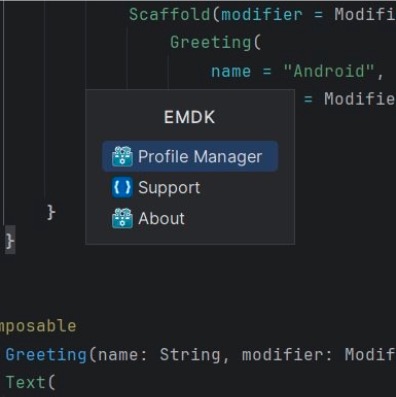 Scaffold(modifier = Modifi
Greeting(
name = "Android",
= Modifie
EMDK
Profile Manager
Support
About
}
}
mposable
Greeting(name: String, modifier: Modif
Text(